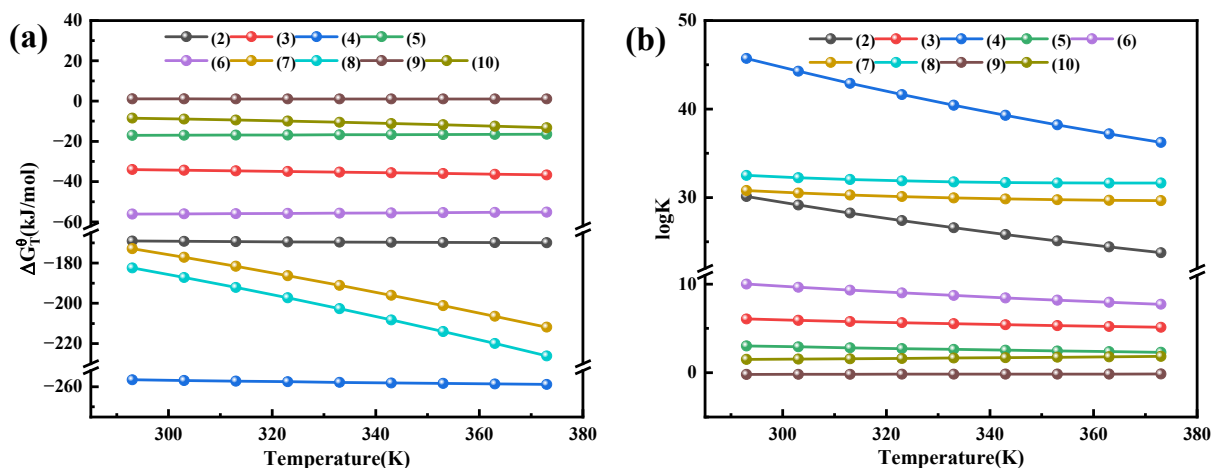 (a)
(2) (3) (4) (5)
(6) (7) (8) (9) (10)
40
20
0
−20
−40
−60
−180
−200
−220
−260
ΔG_T^θ(kJ/mol)
300 320 340 360 380
Temperature(K)
(b)
(2) (3) (4) (5) (6)
(7) (8) (9) (10)
50
40
30
10
0
logK
300 320 340 360 380
Temperature(K)